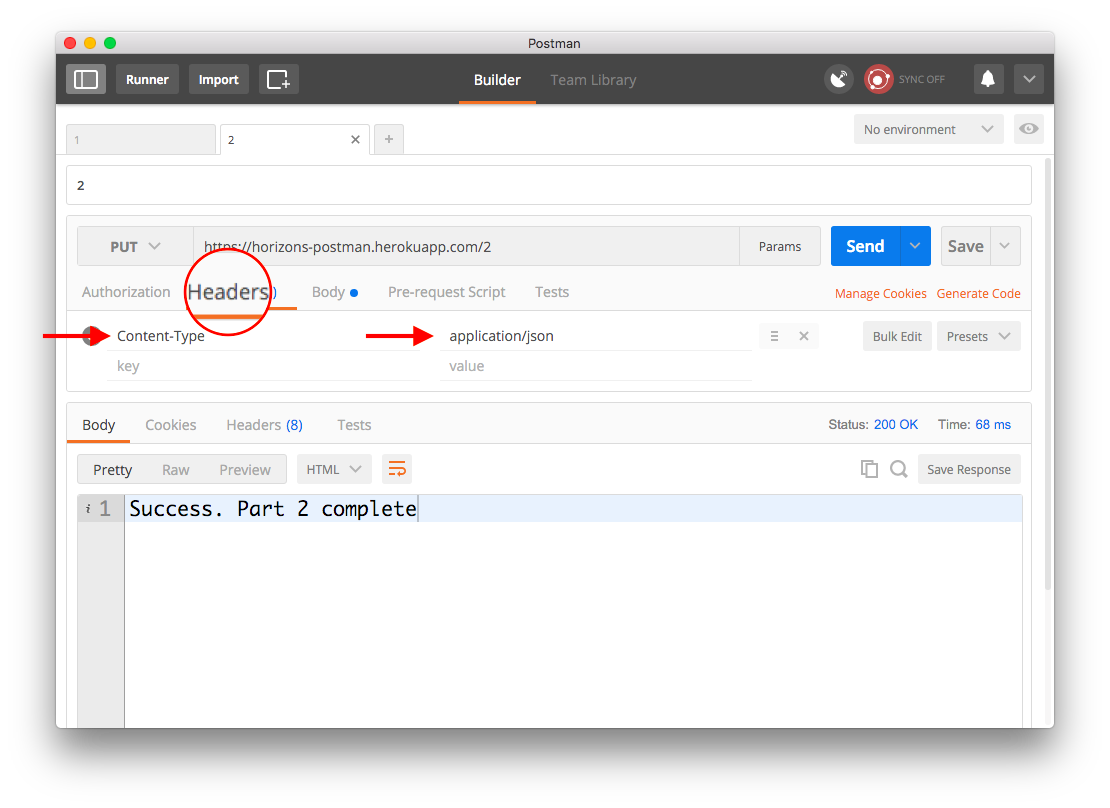 Postman
Runner Import Builder Team Library SYNC OFF
1 2 No environment
2
PUT https://horizons-postman.herokuapp.com/2 Params Send Save
Authorization Headers ) Body Pre-request Script Tests Manage Cookies Generate Code
Content-Type application/json Bulk Edit Presets
key value
Body Cookies Headers (8) Tests Status: 200 OK Time: 68 ms
Pretty Raw Preview HTML Save Response
i 1 Success. Part 2 complete